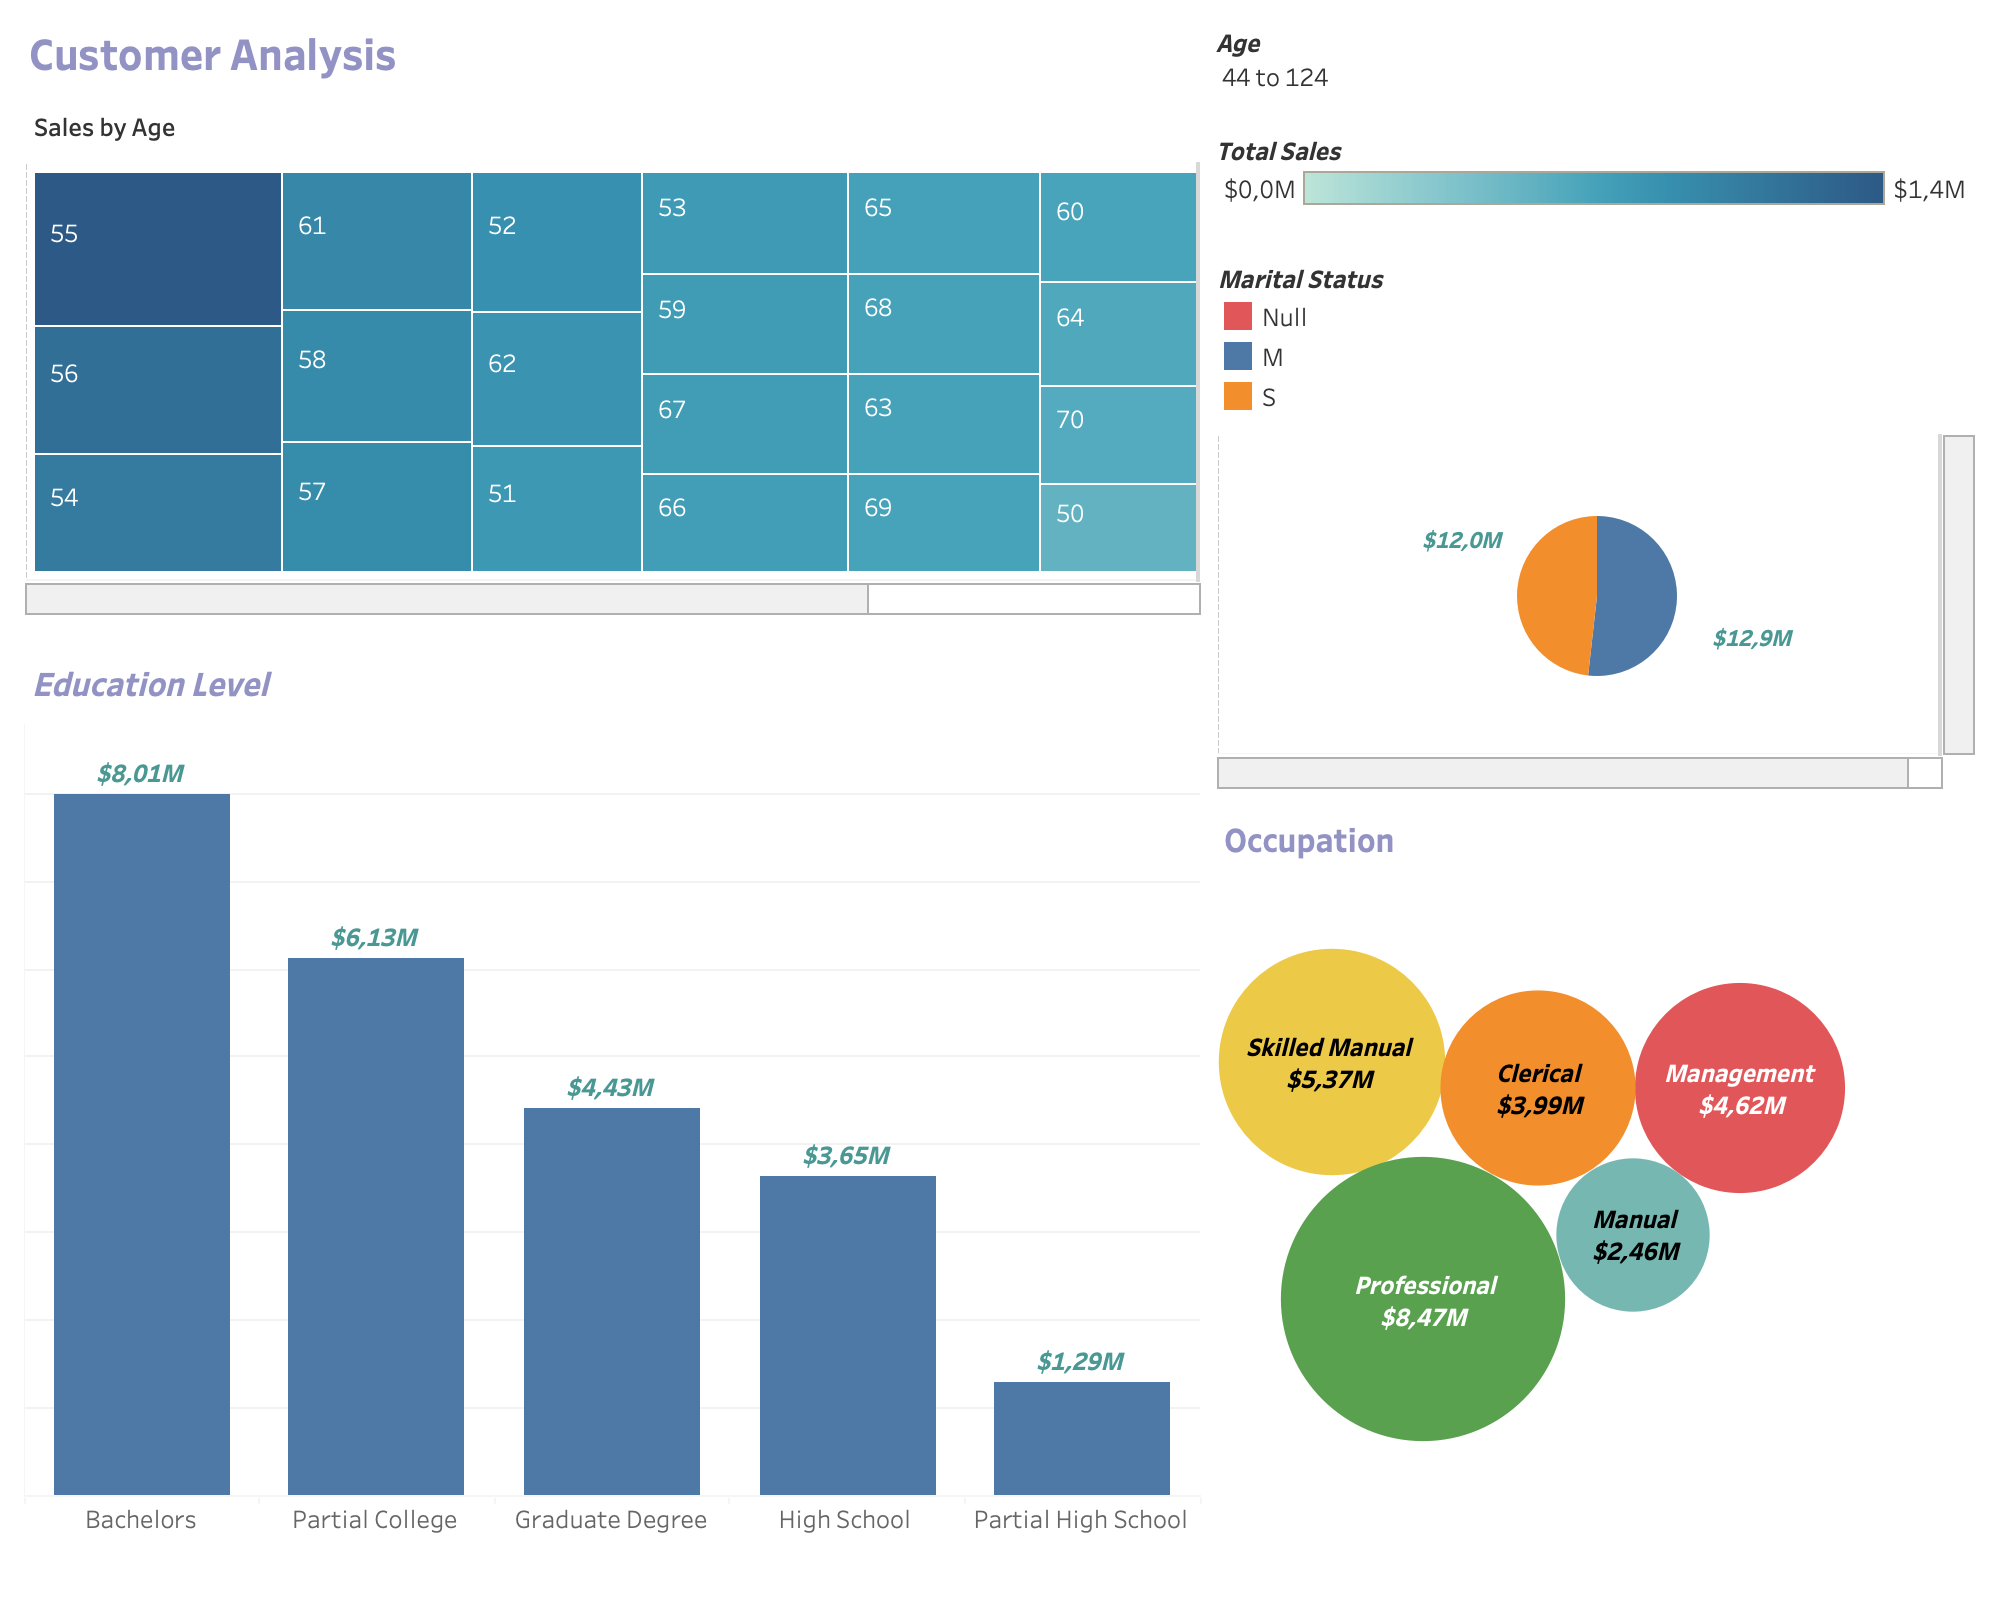 Customer Analysis
Sales by Age
55
56
54
61
58
57
52
62
51
53
59
67
66
65
68
63
69
60
64
70
50
Age
44 to 124
Total Sales
$0,0M
$1,4M
Marital Status
Null
M
S
$12,0M
$12,9M
Education Level
$8,01M
$6,13M
$4,43M
$3,65M
$1,29M
Bachelors
Partial College
Graduate Degree
High School
Partial High School
Occupation
Skilled Manual
$5,37M
Clerical
$3,99M
Management
$4,62M
Manual
$2,46M
Professional
$8,47M